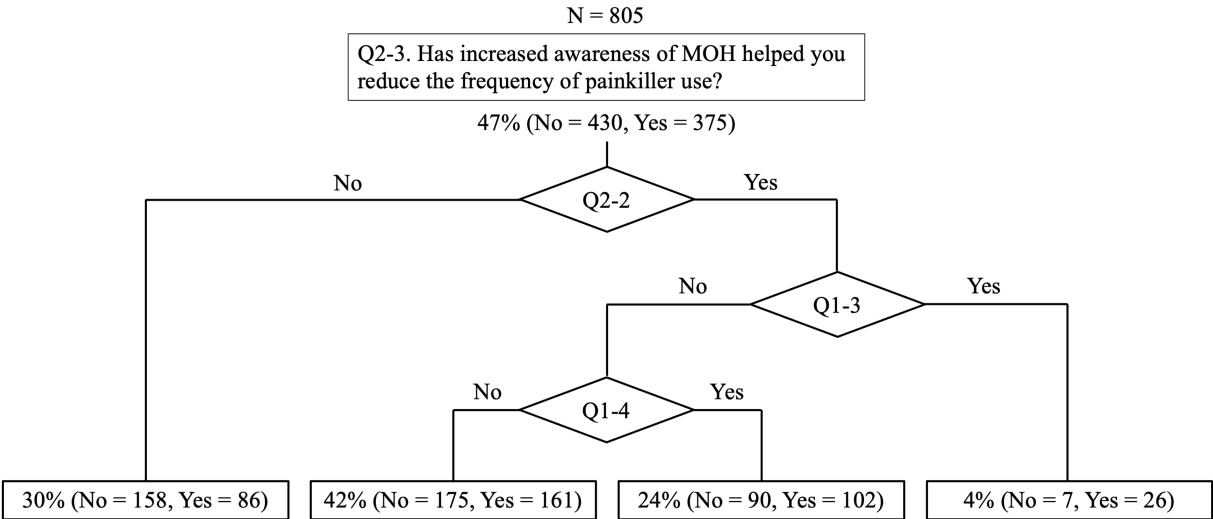 N = 805
Q2-3. Has increased awareness of MOH helped you
reduce the frequency of painkiller use?
47% (No = 430, Yes = 375)
No
Yes
Q2-2
No
Yes
Q1-3
No
Yes
Q1-4
30% (No = 158, Yes = 86)
42% (No = 175, Yes = 161)
24% (No = 90, Yes = 102)
4% (No = 7, Yes = 26)